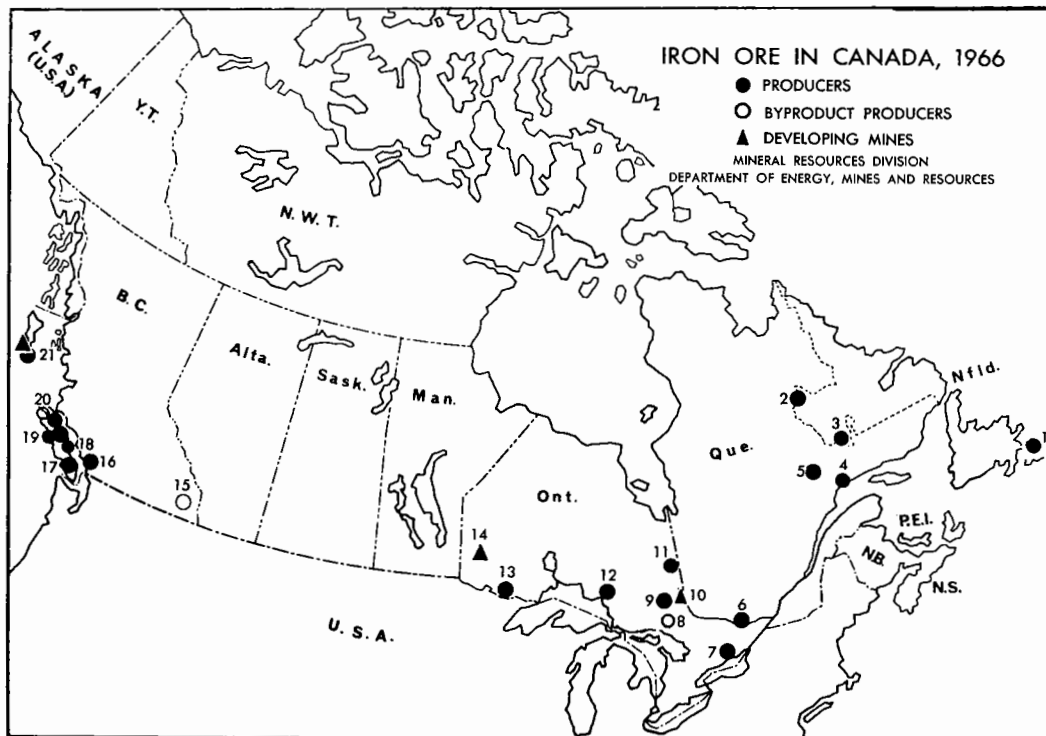 IRON ORE IN CANADA, 1966
PRODUCERS
BYPRODUCT PRODUCERS
DEVELOPING MINES
MINERAL RESOURCES DIVISION
DEPARTMENT OF ENERGY, MINES AND RESOURCES
ALASKA
(U.S.A)
Y.T.
N.W.T.
B.C.
Alta.
Sask.
Man.
Ont.
Que.
Nfld.
P.E.I.
N.B.
N.S.
U.S.A.
1
2
3
4
5
6
7
8
9
10
11
12
13
14
15
16
17
18
19
20
21